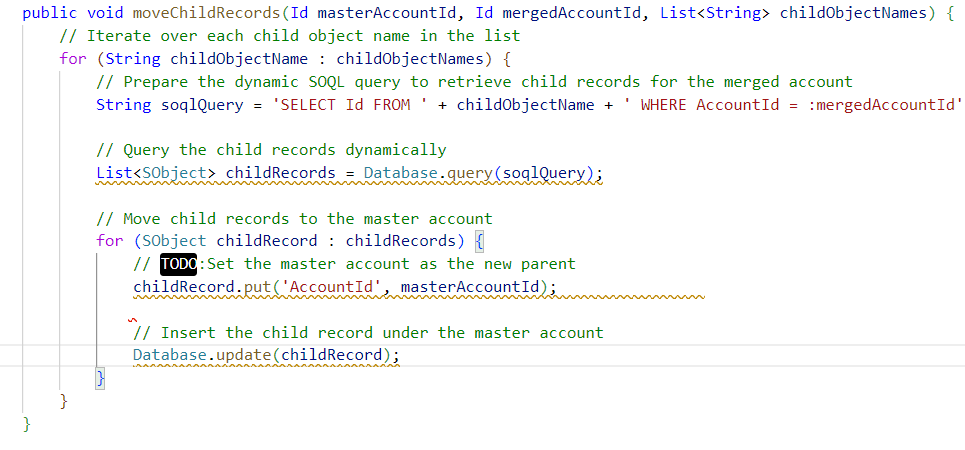 public void moveChildRecords(Id masterAccountId, Id mergedAccountId, List<String> childObjectNames) {
// Iterate over each child object name in the list
for (String childObjectName : childObjectNames) {
// Prepare the dynamic SOQL query to retrieve child records for the merged account
String soqlQuery = 'SELECT Id FROM ' + childObjectName + ' WHERE AccountId = :mergedAccountId'
// Query the child records dynamically
List<SObject> childRecords = Database.query(soqlQuery);
// Move child records to the master account
for (SObject childRecord : childRecords) {
// TODO:Set the master account as the new parent
childRecord.put('AccountId', masterAccountId);
// Insert the child record under the master account
Database.update(childRecord);
}
}
}